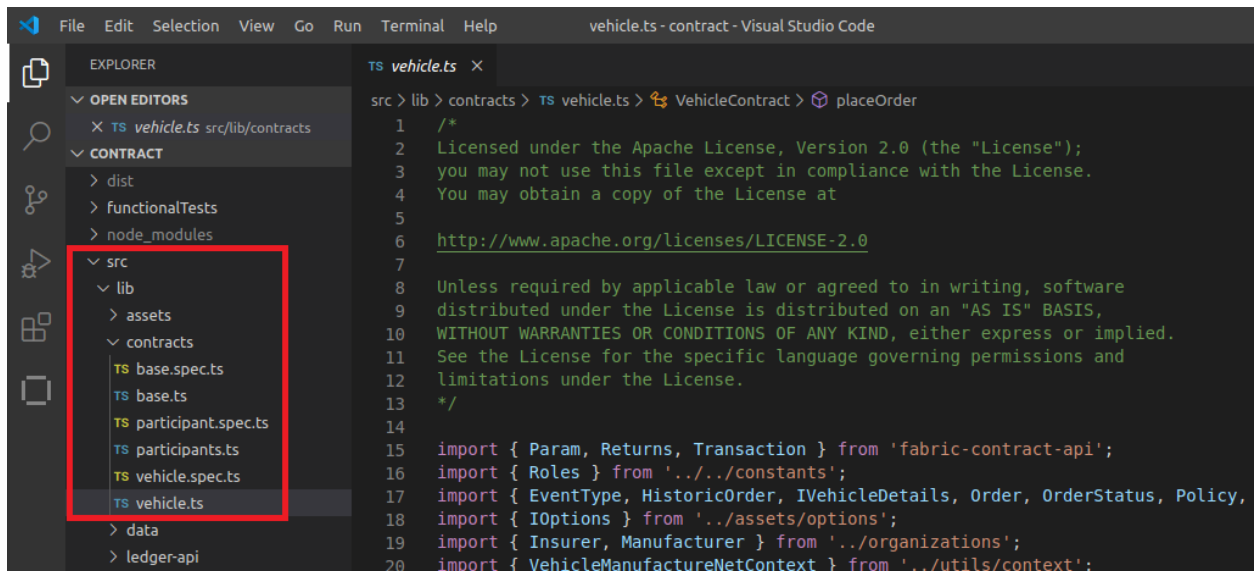 File Edit Selection View Go Run Terminal Help vehicle.ts - contract - Visual Studio Code
EXPLORER
OPEN EDITORS
TS vehicle.ts src/lib/contracts
CONTRACT
dist
functionalTests
node_modules
src
lib
assets
contracts
TS base.spec.ts
TS base.ts
TS participant.spec.ts
TS participants.ts
TS vehicle.spec.ts
TS vehicle.ts
data
ledger-api
TS vehicle.ts
src > lib > contracts > TS vehicle.ts > VehicleContract > placeOrder
1 /*
2 Licensed under the Apache License, Version 2.0 (the "License");
3 you may not use this file except in compliance with the License.
4 You may obtain a copy of the License at
5
6 http://www.apache.org/licenses/LICENSE-2.0
7
8 Unless required by applicable law or agreed to in writing, software
9 distributed under the License is distributed on an "AS IS" BASIS,
10 WITHOUT WARRANTIES OR CONDITIONS OF ANY KIND, either express or implied.
11 See the License for the specific language governing permissions and
12 limitations under the License.
13 */
14
15 import { Param, Returns, Transaction } from 'fabric-contract-api';
16 import { Roles } from '../../constants';
17 import { EventType, HistoricOrder, IVehicleDetails, Order, OrderStatus, Policy,
18 import { IOptions } from '../assets/options';
19 import { Insurer, Manufacturer } from '../organizations';
20 import { VehicleManufactureNetContext } from '../utils/context';